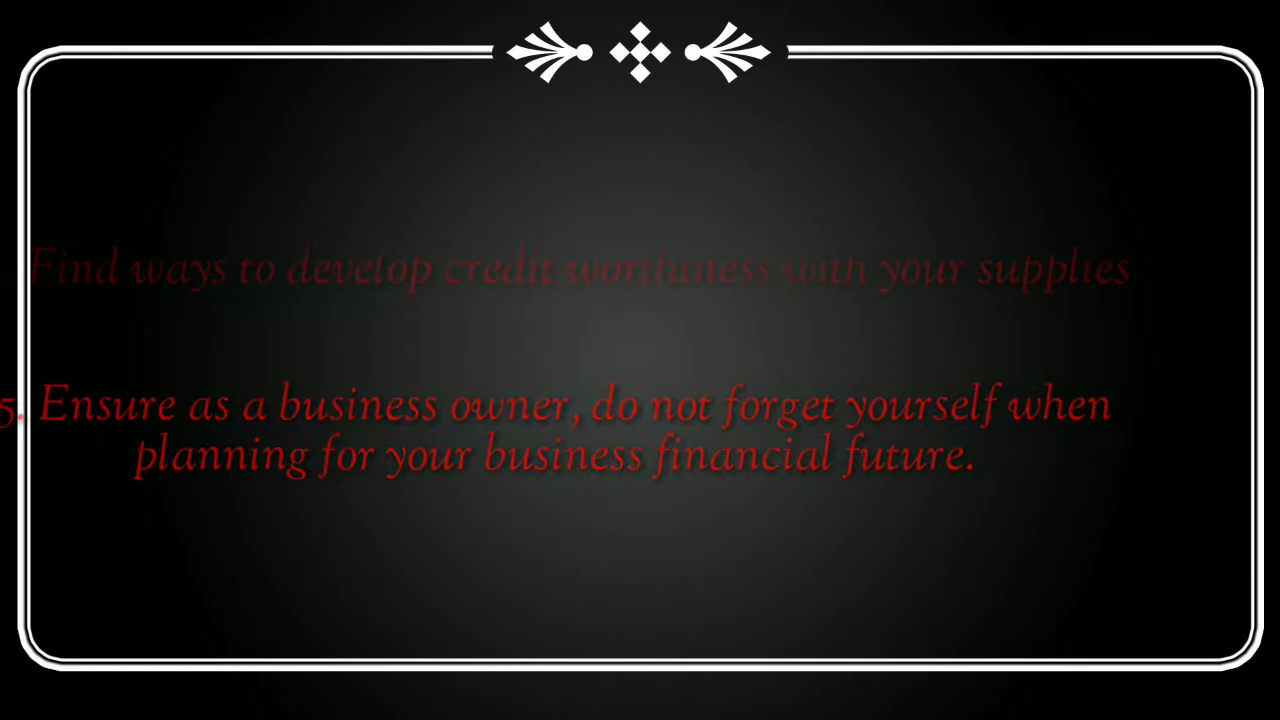 Find ways to develop credit worthiness with your supplies
5. Ensure as a business owner, do not forget yourself when
planning for your business financial future.